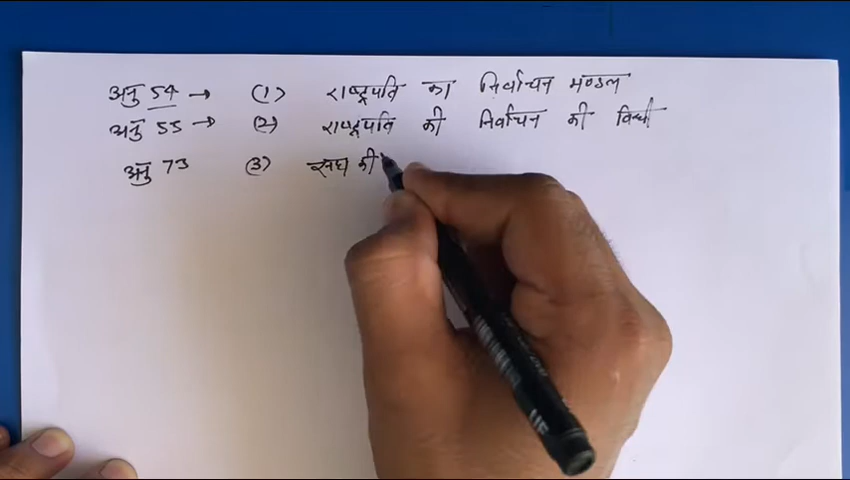 अनु 54 → (1) राष्ट्रपति का निर्वाचन मण्डल
अनु 55 → (2) राष्ट्रपति की निर्वाचन की विधी
अनु 73 (3) संघ की